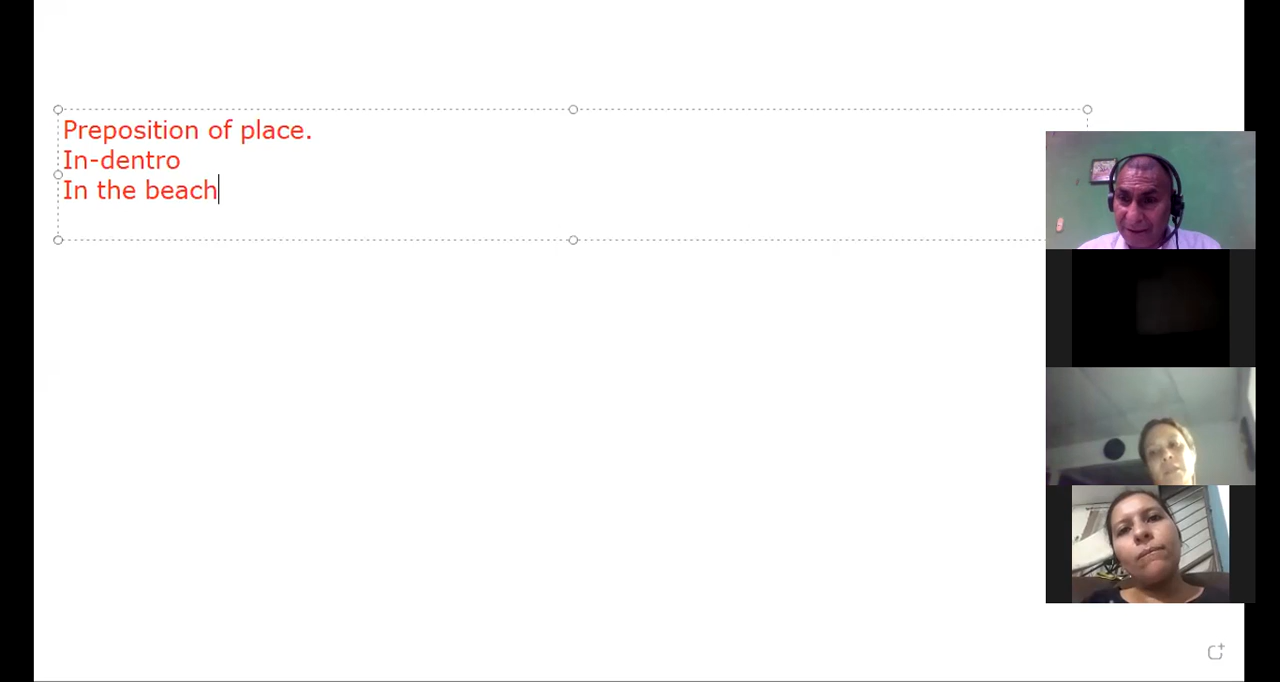 Preposition of place.
In-dentro
In the beach